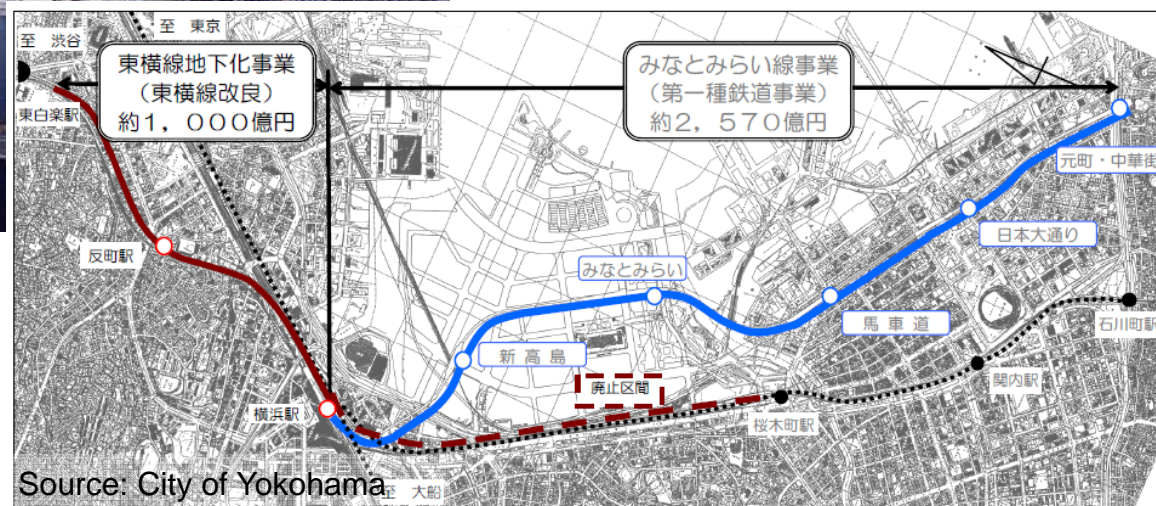 至 東京
至 渋谷
東横線地下化事業
（東横線改良）
約１，０００億円
みなとみらい線事業
（第一種鉄道事業）
約２，５７０億円
東白楽駅
元町・中華街
日本大通り
反町駅
みなとみらい
馬車道
石川町駅
新高島
関内駅
廃止区間
横浜駅
桜木町駅
至 大船
Source: City of Yokohama